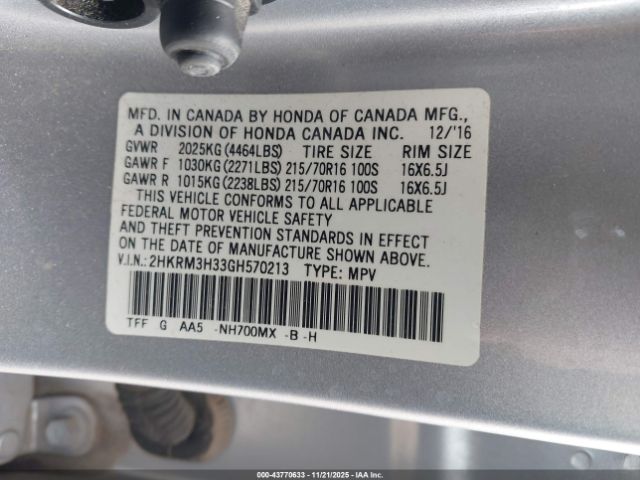 MFD. IN CANADA BY HONDA OF CANADA MFG.,
A DIVISION OF HONDA CANADA INC. 12/'16
GVWR 2025KG(4464LBS) TIRE SIZE RIM SIZE
GAWR F 1030KG(2271LBS) 215/70R16 100S 16X6.5J
GAWR R 1015KG(2238LBS) 215/70R16 100S 16X6.5J
THIS VEHICLE CONFORMS TO ALL APPLICABLE
FEDERAL MOTOR VEHICLE SAFETY
AND THEFT PREVENTION STANDARDS IN EFFECT
ON THE DATE OF MANUFACTURE SHOWN ABOVE.
V.I.N.: 2HKRM3H33GH570213 TYPE: MPV
TFF G AA5 -NH700MX -B -H
000-43770633 - 11/21/2025 - IAA Inc.